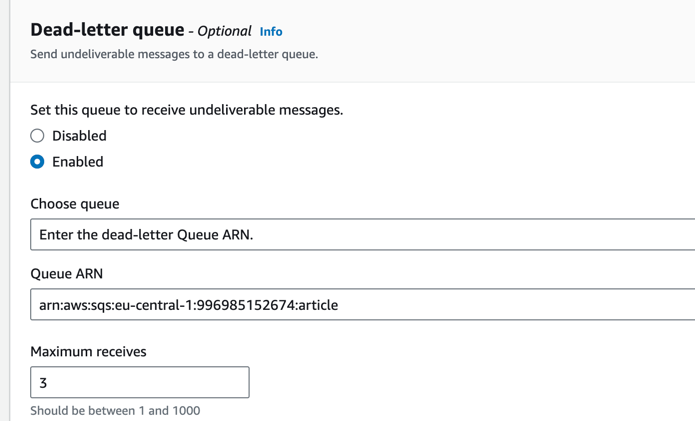 Dead-letter queue - Optional Info
Send undeliverable messages to a dead-letter queue.
Set this queue to receive undeliverable messages.
Disabled
Enabled
Choose queue
Enter the dead-letter Queue ARN.
Queue ARN
arn:aws:sqs:eu-central-1:996985152674:article
Maximum receives
3
Should be between 1 and 1000